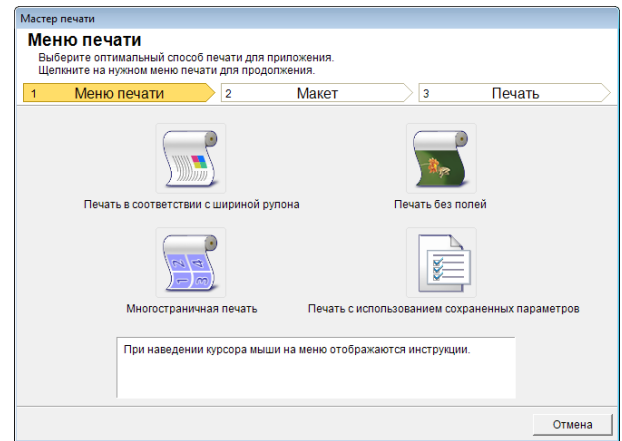 Мастер печати
Меню печати
Выберите оптимальный способ печати для приложения.
Щелкните на нужном меню печати для продолжения.
1 Меню печати 2 Макет 3 Печать
Печать в соответствии с шириной рулона Печать без полей
Многостраничная печать Печать с использованием сохраненных параметров
При наведении курсора мыши на меню отображаются инструкции.
Отмена